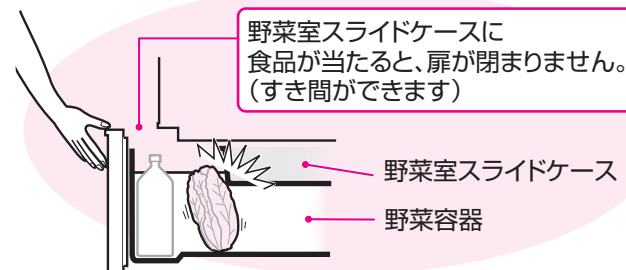 野菜室スライドケースに
食品が当たると、扉が閉まりません。
（すき間ができます）
野菜室スライドケース
野菜容器